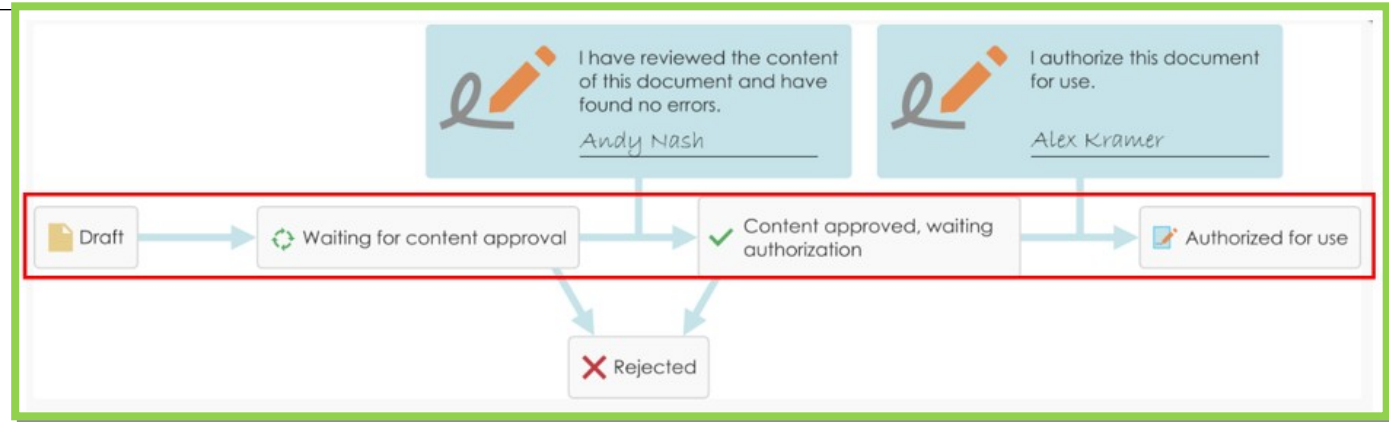 I have reviewed the content
of this document and have
found no errors.
Andy Nash
I authorize this document
for use.
Alex Kramer
Draft
Waiting for content approval
Content approved, waiting
authorization
Authorized for use
Rejected